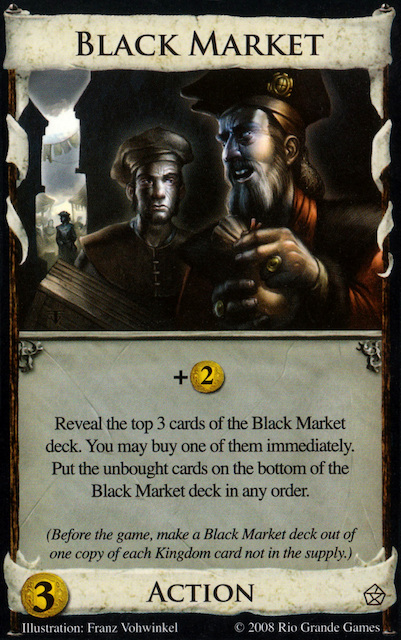 BLACK MARKET
+2
Reveal the top 3 cards of the Black Market
deck. You may buy one of them immediately.
Put the unbought cards on the bottom of the
Black Market deck in any order.
(Before the game, make a Black Market deck out of
one copy of each Kingdom card not in the supply.)
3
ACTION
Illustration: Franz Vohwinkel © 2008 Rio Grande Games